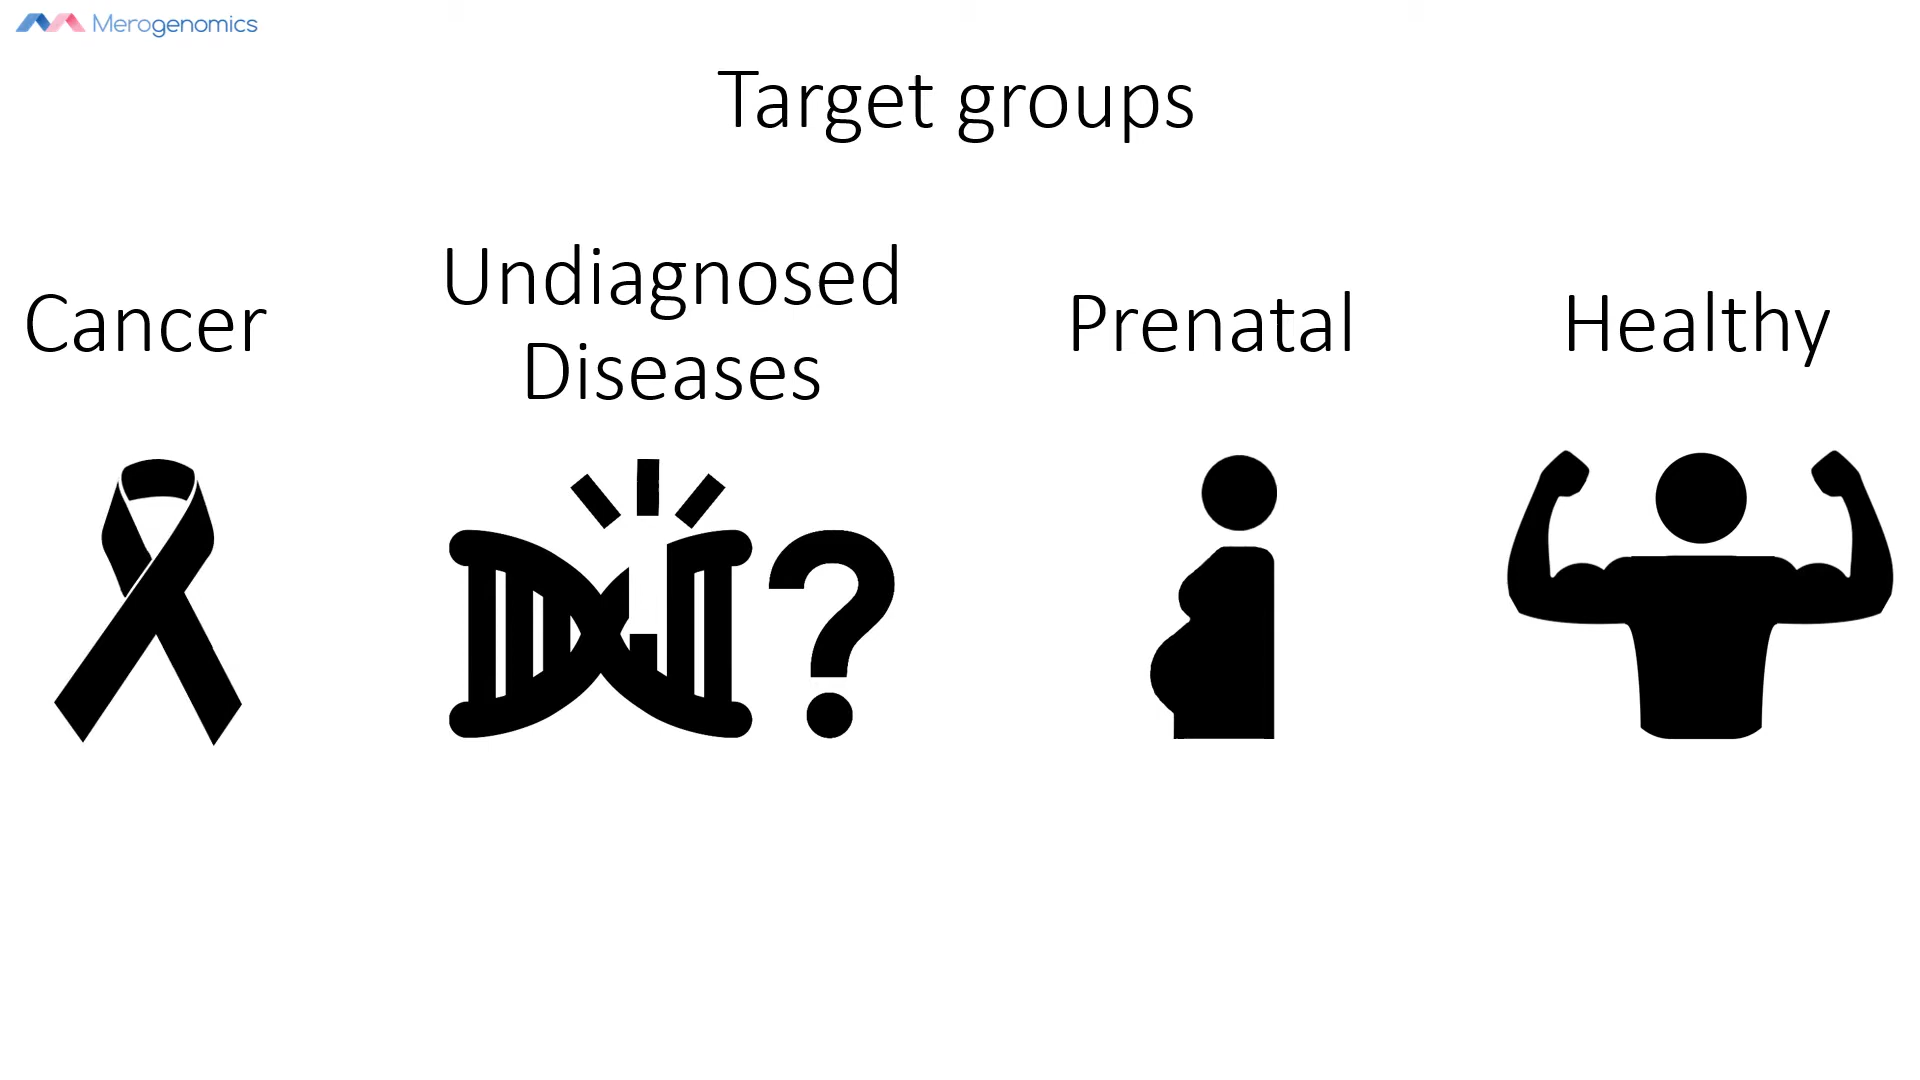 Merogenomics
Target groups
Cancer
Undiagnosed
Diseases
Prenatal
Healthy
?